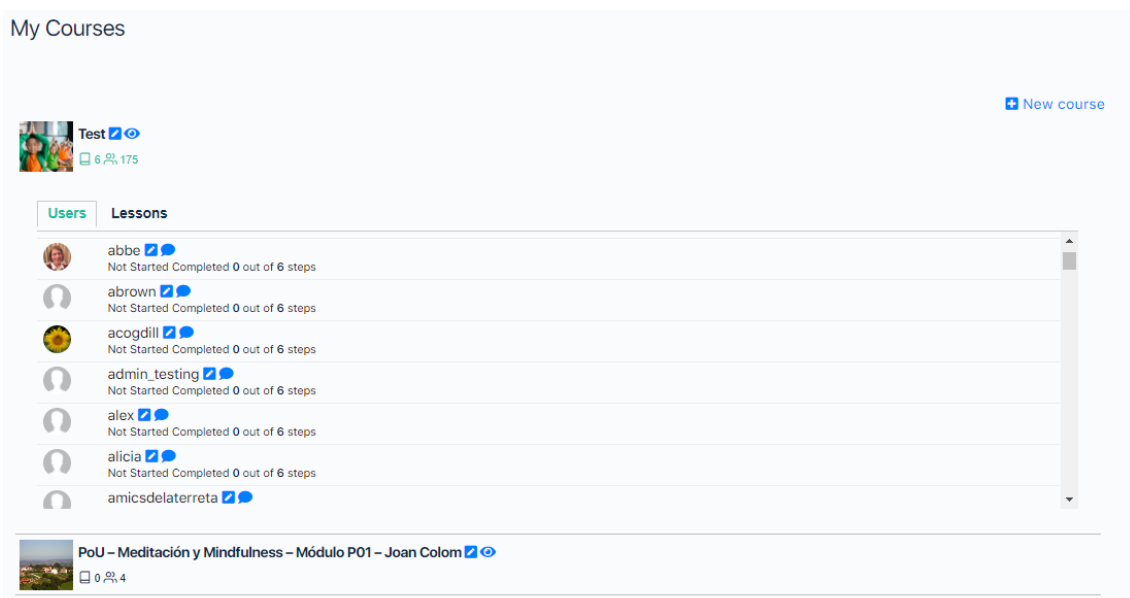 My Courses
New course
Test
6 175
Users Lessons
abbe
Not Started Completed 0 out of 6 steps
abrown
Not Started Completed 0 out of 6 steps
acogdill
Not Started Completed 0 out of 6 steps
admin_testing
Not Started Completed 0 out of 6 steps
alex
Not Started Completed 0 out of 6 steps
alicia
Not Started Completed 0 out of 6 steps
amicsdelaterreta
PoU – Meditación y Mindfulness – Módulo P01 – Joan Colom
0 4